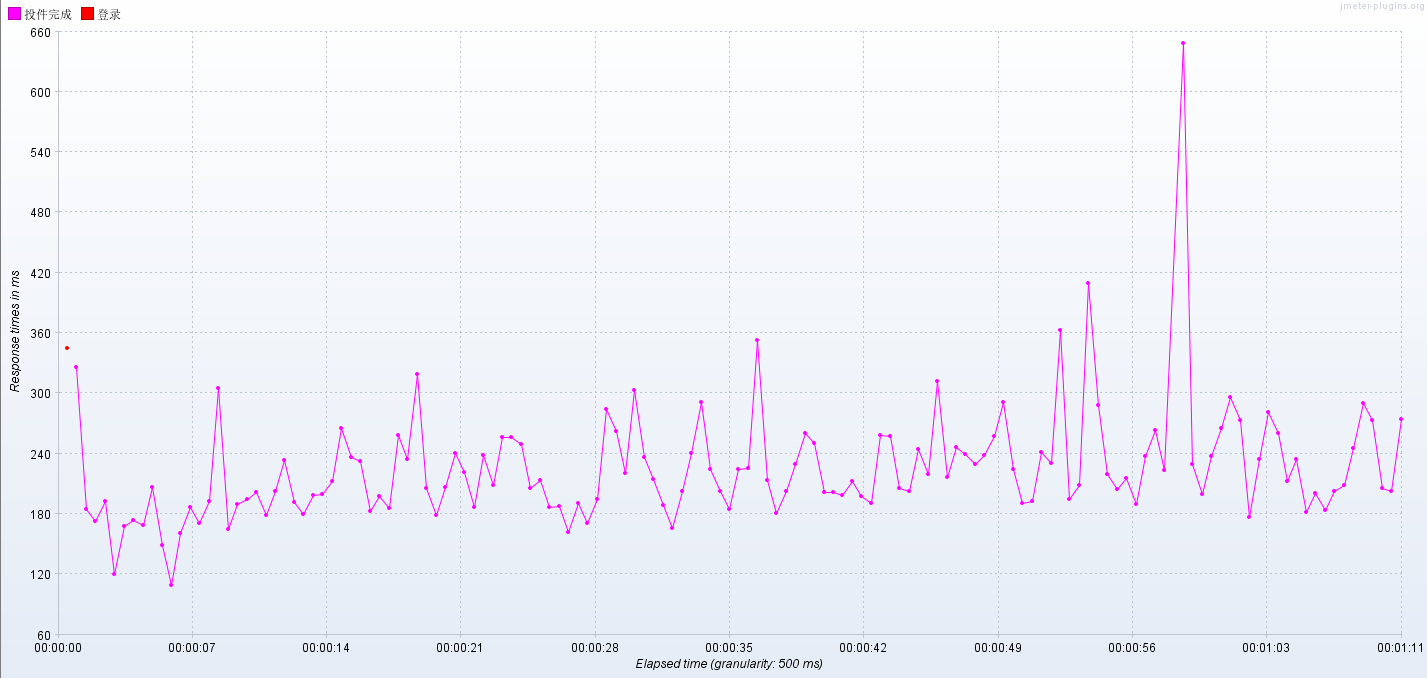 jmeter-plugins.org
投件完成 登录
660
600
540
480
420
360
300
240
180
120
60
Response times in ms
00:00:00 00:00:07 00:00:14 00:00:21 00:00:28 00:00:35 00:00:42 00:00:49 00:00:56 00:01:03 00:01:11
Elapsed time (granularity: 500 ms)